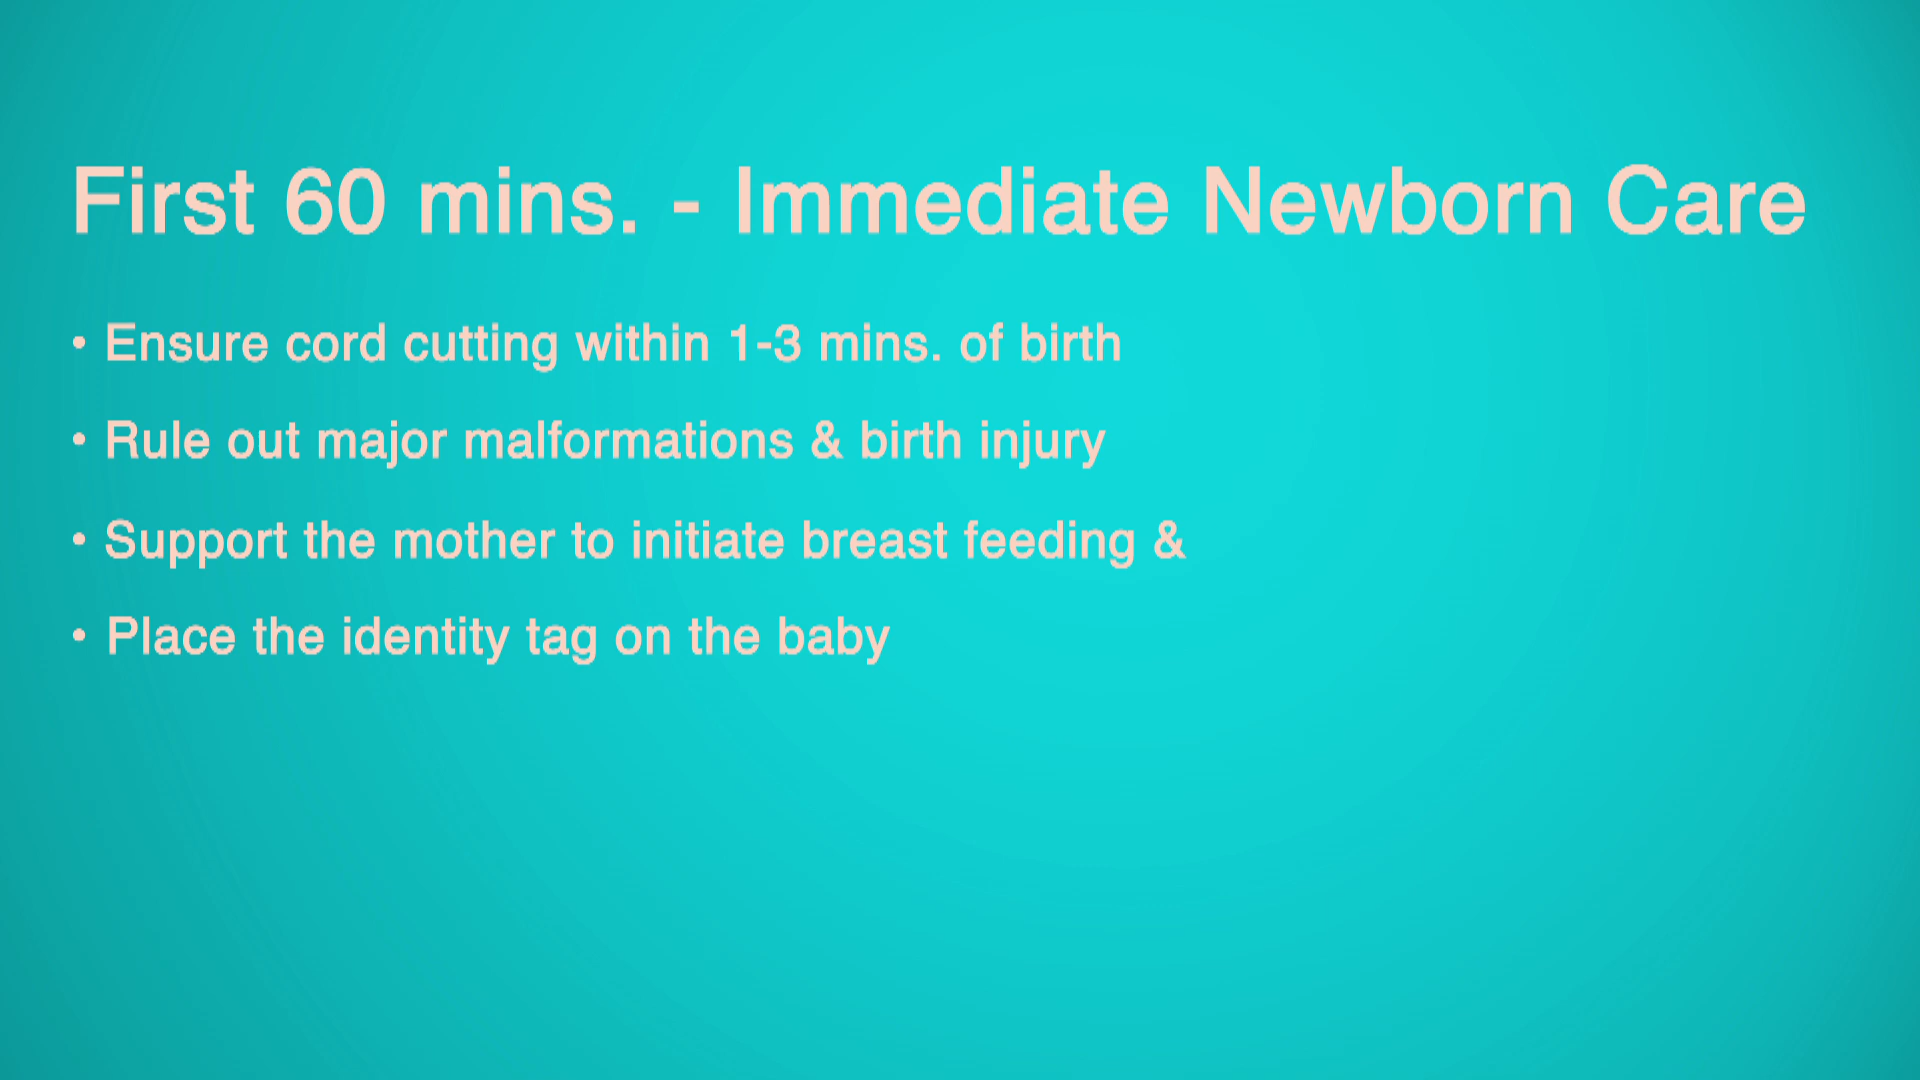 First 60 mins. - Immediate Newborn Care
• Ensure cord cutting within 1-3 mins. of birth
• Rule out major malformations & birth injury
• Support the mother to initiate breast feeding &
• Place the identity tag on the baby